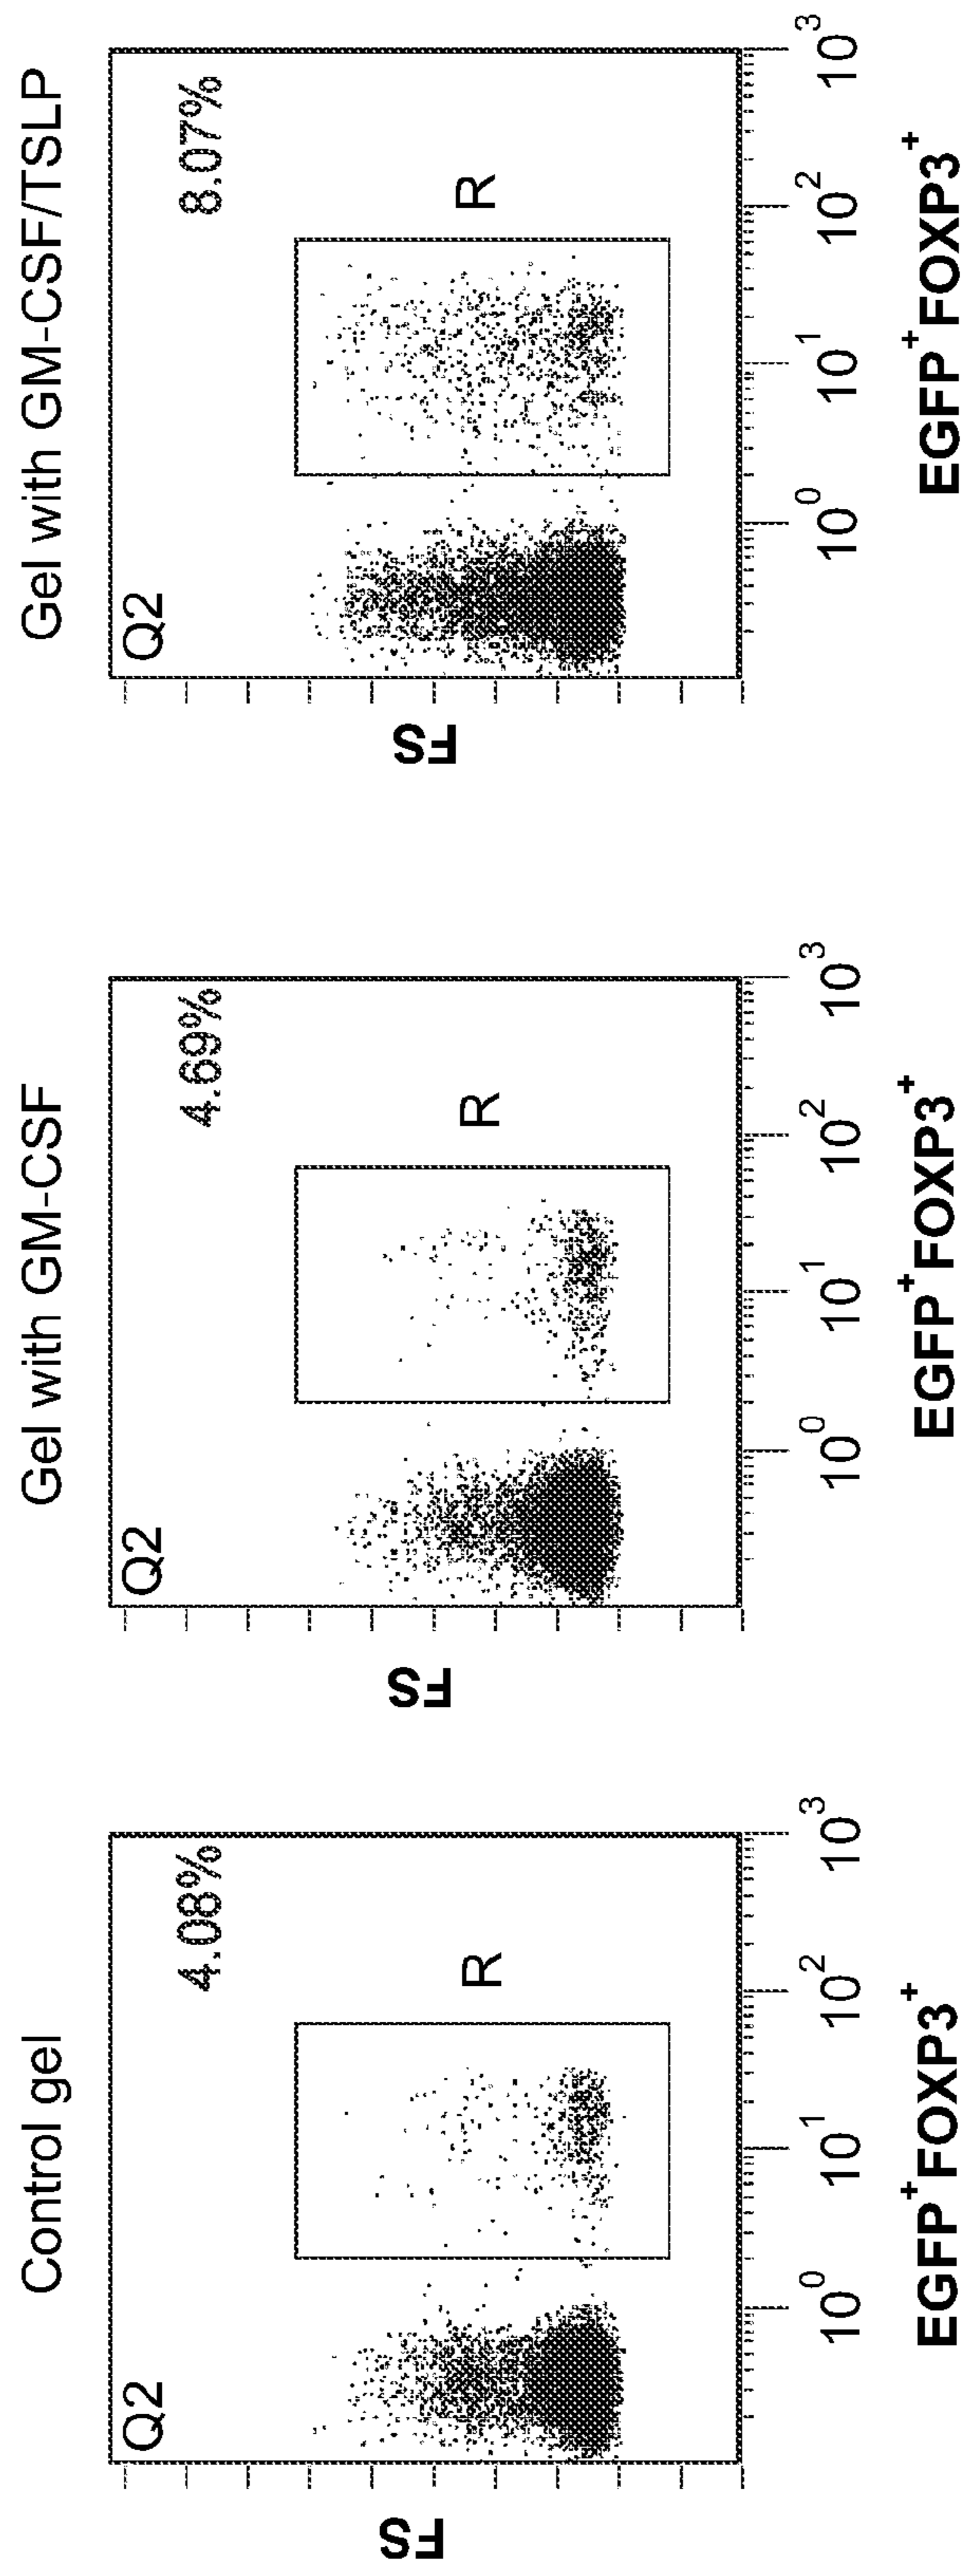 Control gel
Q2
4.08%
R
FS
10^0 10^1 10^2 10^3
EGFP^+FOXP3^+
Gel with GM-CSF
Q2
4.69%
R
FS
10^0 10^1 10^2 10^3
EGFP^+FOXP3^+
Gel with GM-CSF/TSLP
Q2
8.07%
R
FS
10^0 10^1 10^2 10^3
EGFP^+FOXP3^+